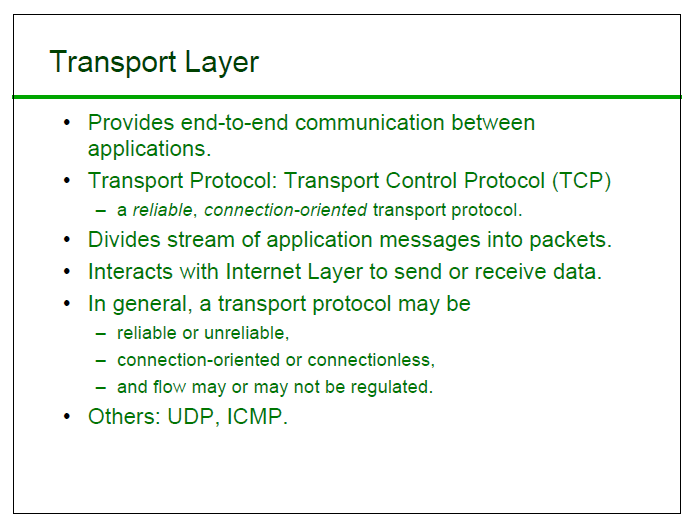 Transport Layer
• Provides end-to-end communication between
applications.
• Transport Protocol: Transport Control Protocol (TCP)
– a reliable, connection-oriented transport protocol.
• Divides stream of application messages into packets.
• Interacts with Internet Layer to send or receive data.
• In general, a transport protocol may be
– reliable or unreliable,
– connection-oriented or connectionless,
– and flow may or may not be regulated.
• Others: UDP, ICMP.